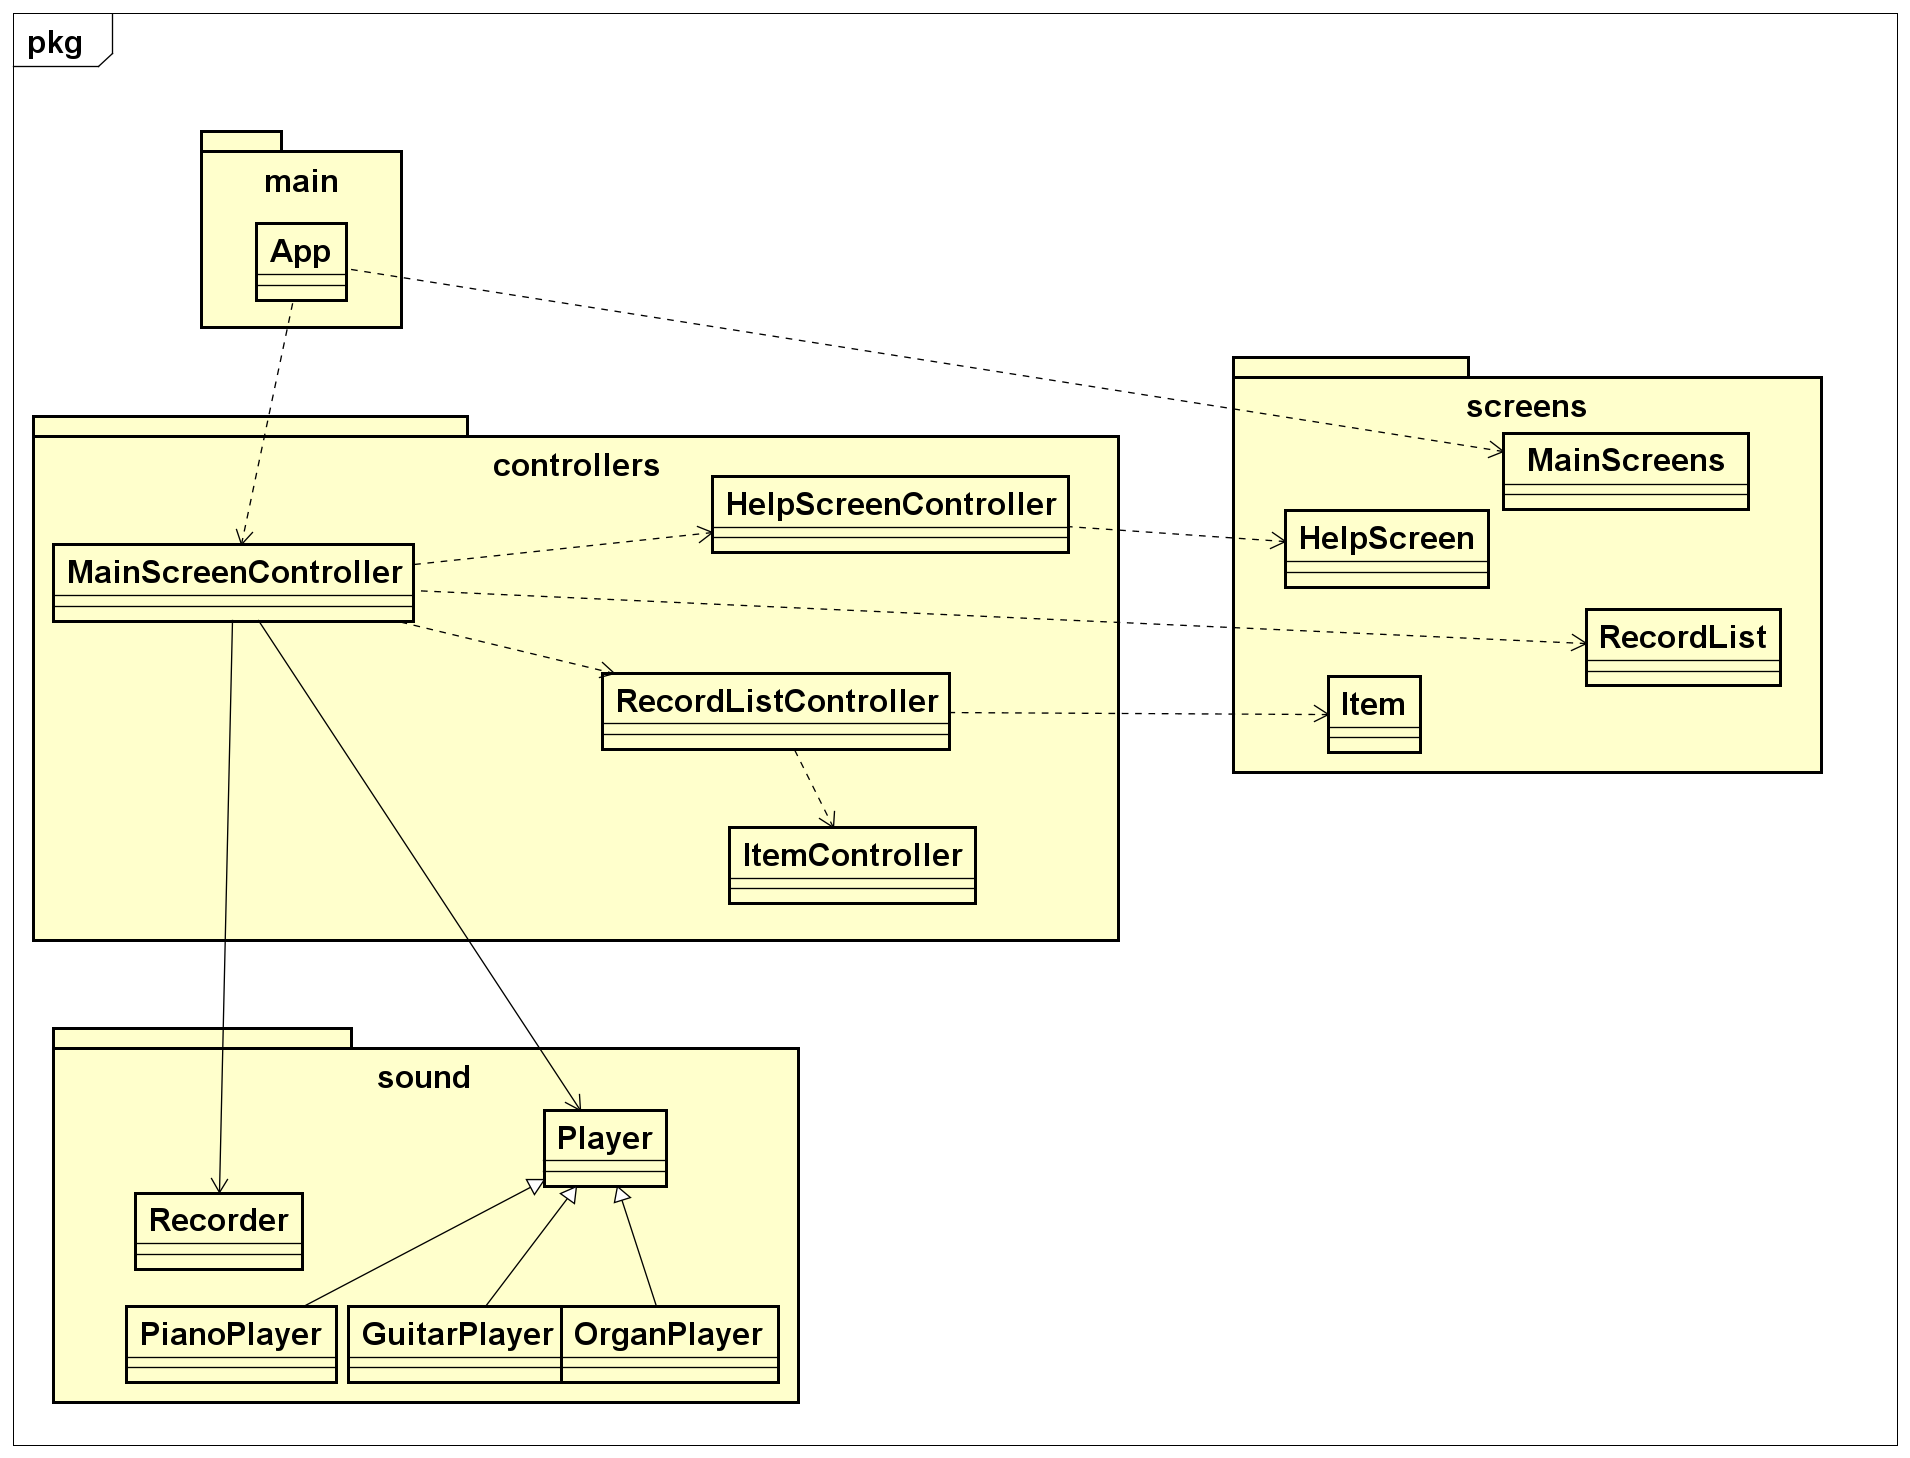 pkg
main
App
screens
MainScreens
controllers
HelpScreenController
HelpScreen
MainScreenController
RecordList
RecordListController
Item
ItemController
sound
Player
Recorder
PianoPlayer
GuitarPlayer
OrganPlayer